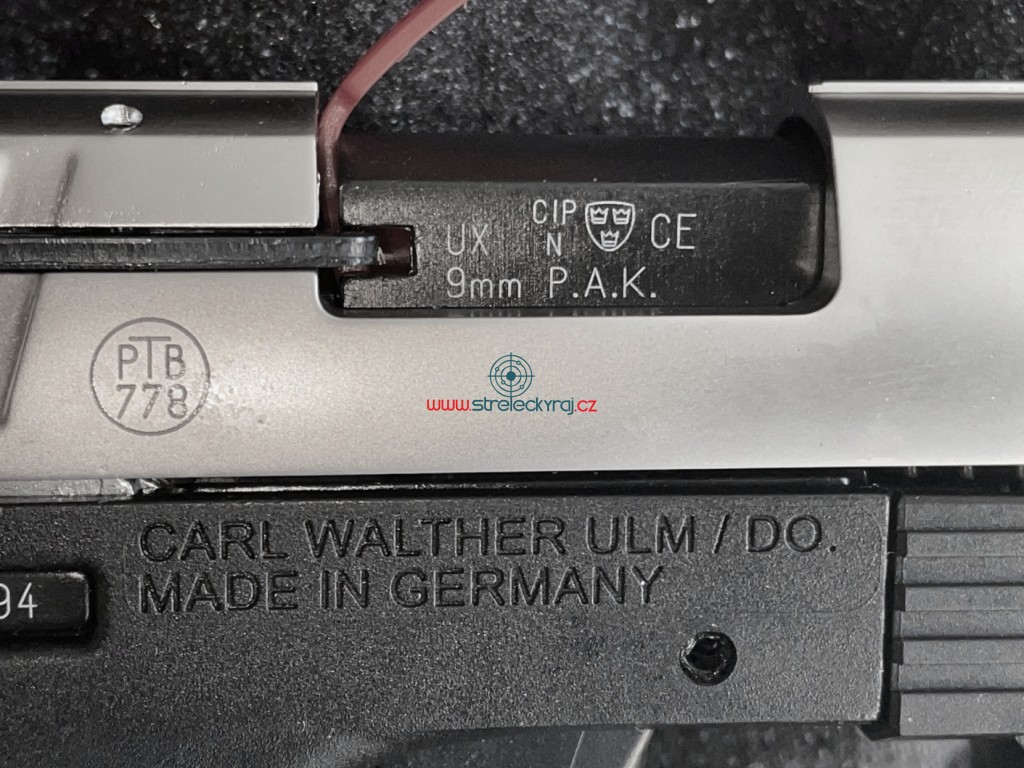 CIP
UX N CE
9mm P.A.K.
PTB
778
www.streleckyraj.cz
CARL WALTHER ULM / DO.
MADE IN GERMANY
94